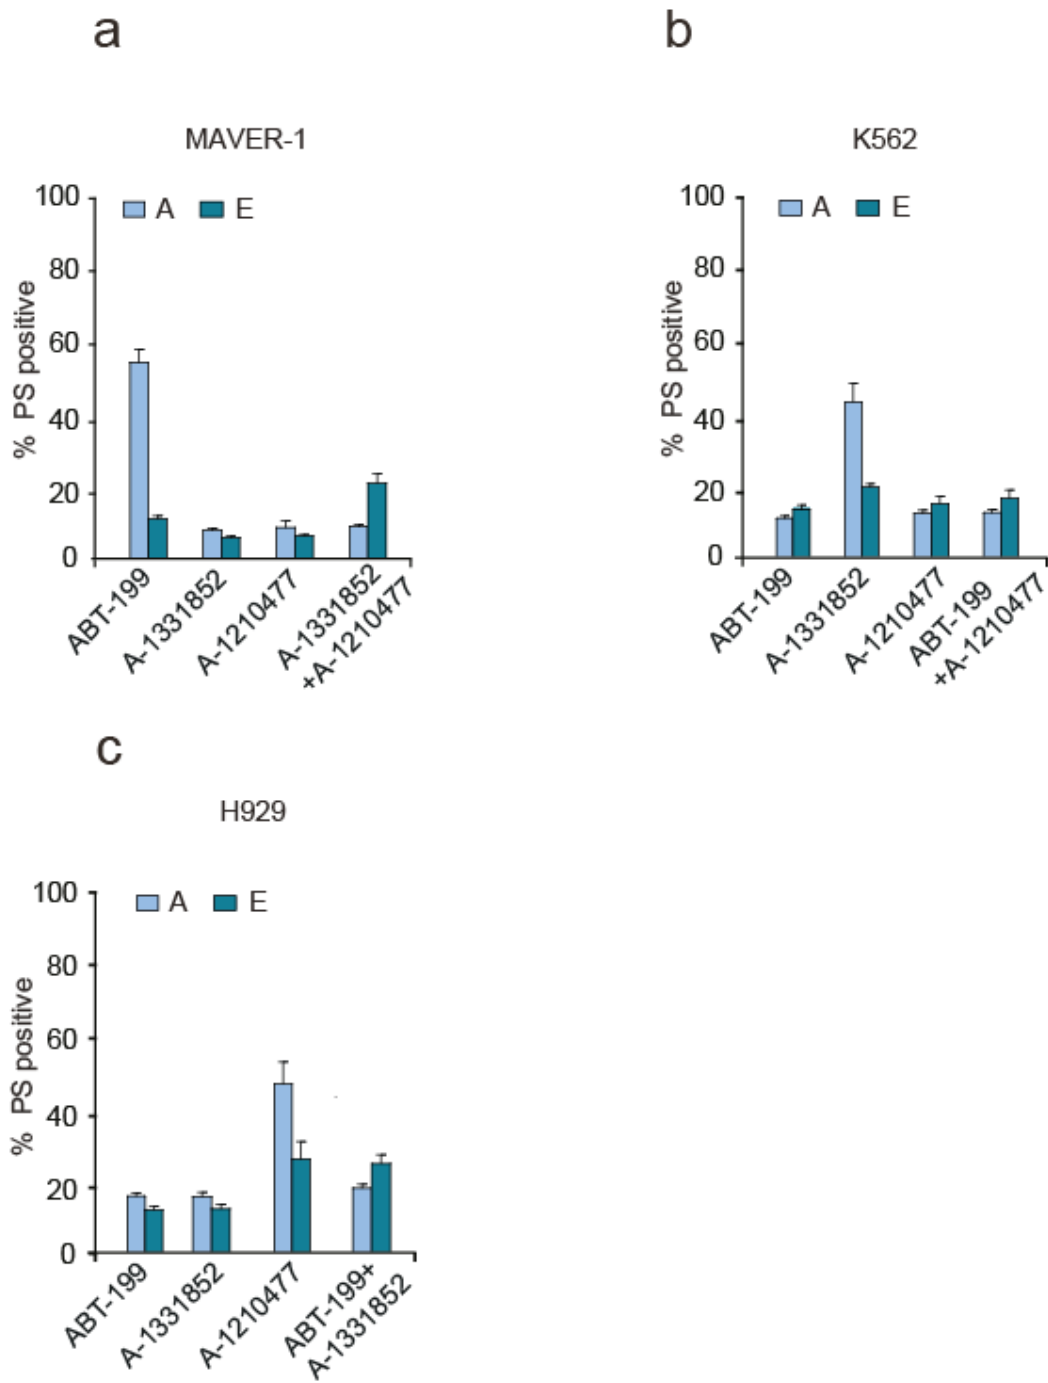 a
MAVER-1
A E
% PS positive
100
80
60
40
20
0
ABT-199
A-1331852
A-1210477
A-1331852
+A-1210477
b
K562
A E
% PS positive
100
80
60
40
20
0
ABT-199
A-1331852
A-1210477
ABT-199
+A-1210477
c
H929
A E
% PS positive
100
80
60
40
20
0
ABT-199
A-1331852
A-1210477
ABT-199+
A-1331852